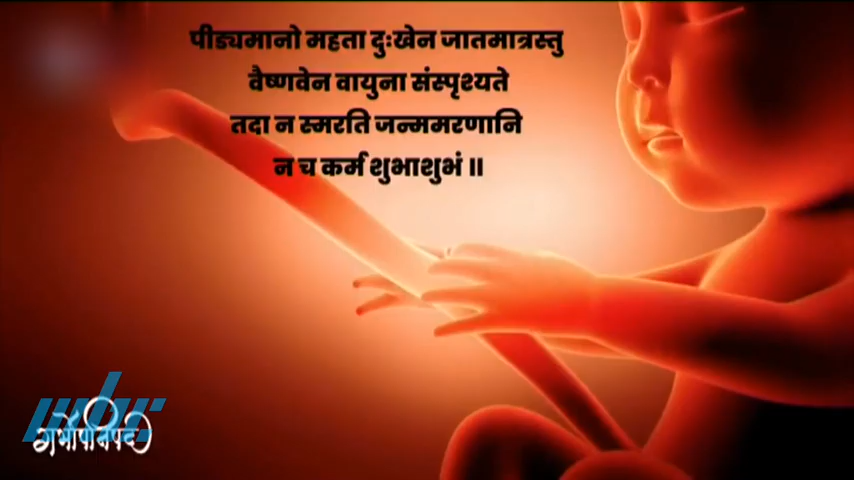 पीड्यमानो महता दुःखेन जातमात्रस्तु
वैष्णवेन वायुना संस्पृश्यते
तदा न स्मरति जन्ममरणानि
न च कर्म शुभाशुभं ॥
गर्भोपनिषद